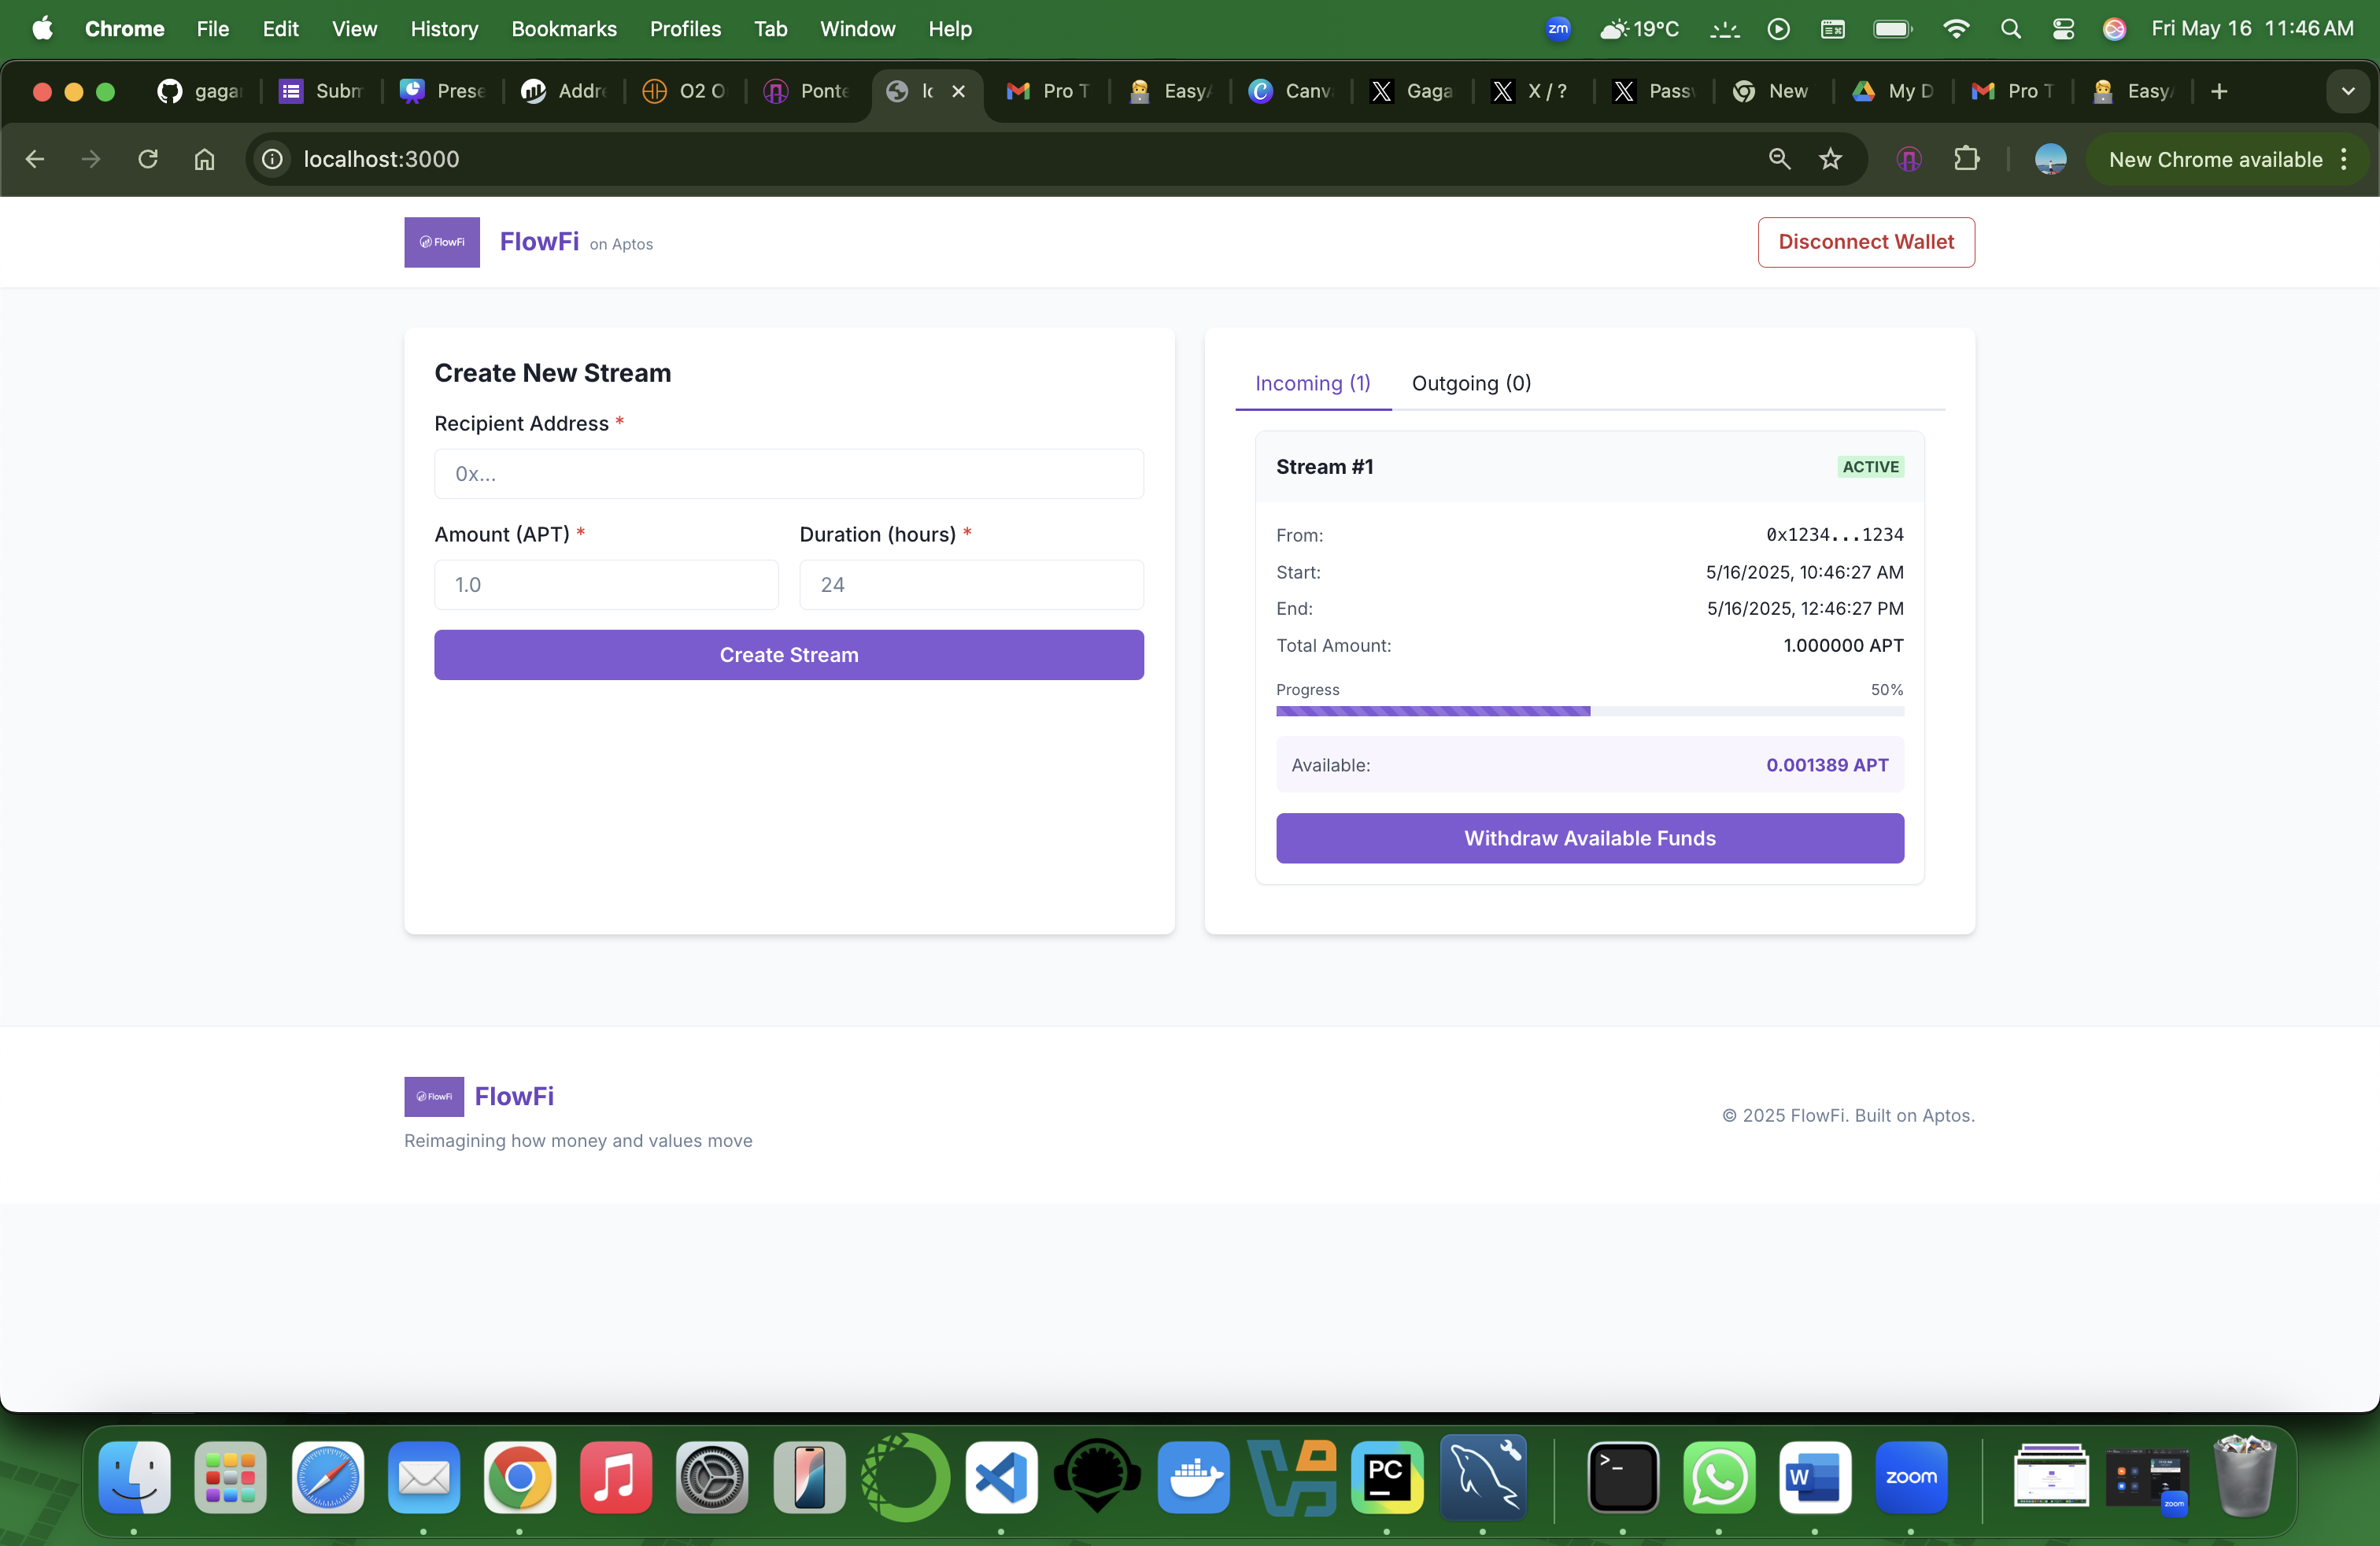 Chrome File Edit View History Bookmarks Profiles Tab Window Help zm 19°C Fri May 16 11:46 AM
gagar Subm Prese Addre O2 O Ponte lo Pro T Easy Canv Gaga X / ? Pass New My D Pro T Easy
localhost:3000 New Chrome available
FlowFi FlowFi on Aptos Disconnect Wallet
Create New Stream
Recipient Address *
0x...
Amount (APT) * Duration (hours) *
1.0 24
Create Stream
Incoming (1) Outgoing (0)
Stream #1 ACTIVE
From: 0x1234...1234
Start: 5/16/2025, 10:46:27 AM
End: 5/16/2025, 12:46:27 PM
Total Amount: 1.000000 APT
Progress 50%
Available: 0.001389 APT
Withdraw Available Funds
FlowFi FlowFi
Reimagining how money and values move
© 2025 FlowFi. Built on Aptos.
PC >_ W zoom zoom